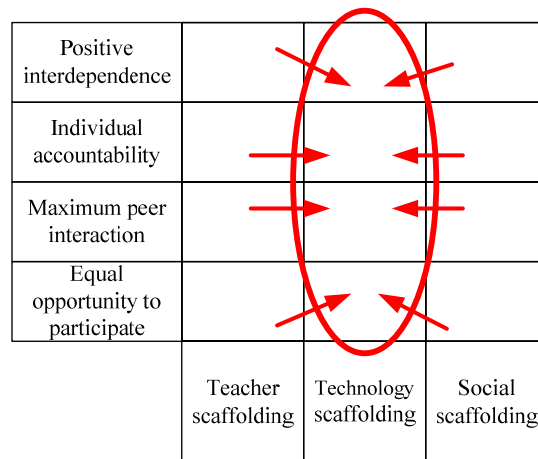 Positive
interdependence
Individual
accountability
Maximum peer
interaction
Equal
opportunity to
participate
Teacher
scaffolding
Technology
scaffolding
Social
scaffolding